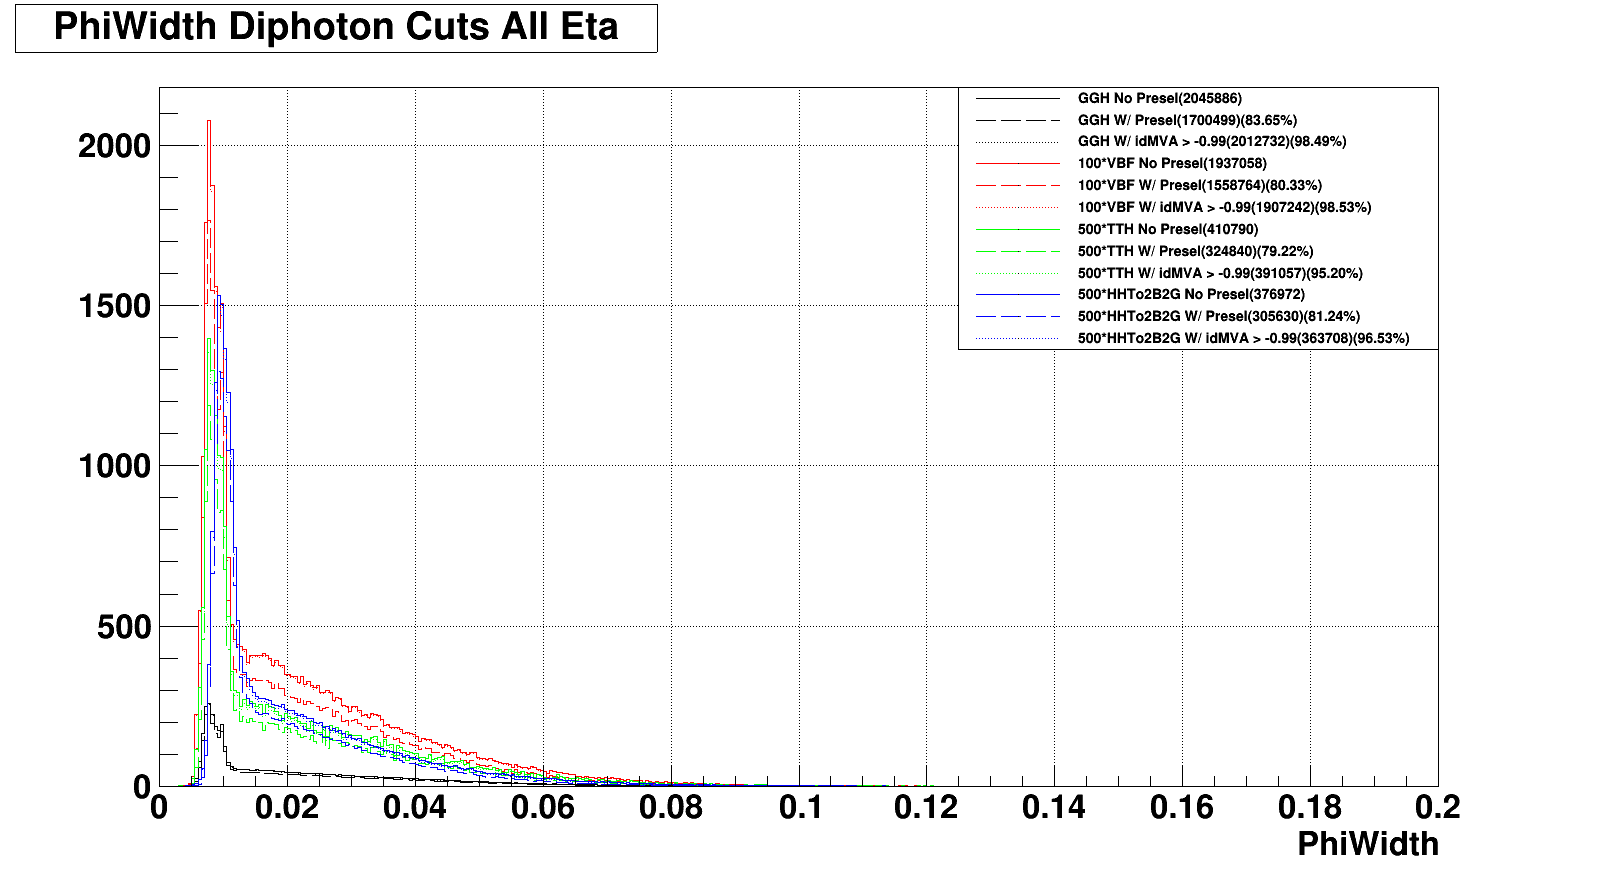 PhiWidth Diphoton Cuts All Eta
GGH No Presel(2045886)
GGH W/ Presel(1700499)(83.65%)
GGH W/ idMVA > -0.99(2012732)(98.49%)
100*VBF No Presel(1937058)
100*VBF W/ Presel(1558764)(80.33%)
100*VBF W/ idMVA > -0.99(1907242)(98.53%)
500*TTH No Presel(410790)
500*TTH W/ Presel(324840)(79.22%)
500*TTH W/ idMVA > -0.99(391057)(95.20%)
500*HHTo2B2G No Presel(376972)
500*HHTo2B2G W/ Presel(305630)(81.24%)
500*HHTo2B2G W/ idMVA > -0.99(363708)(96.53%)
2000
1500
1000
500
0
0 0.02 0.04 0.06 0.08 0.1 0.12 0.14 0.16 0.18 0.2
PhiWidth